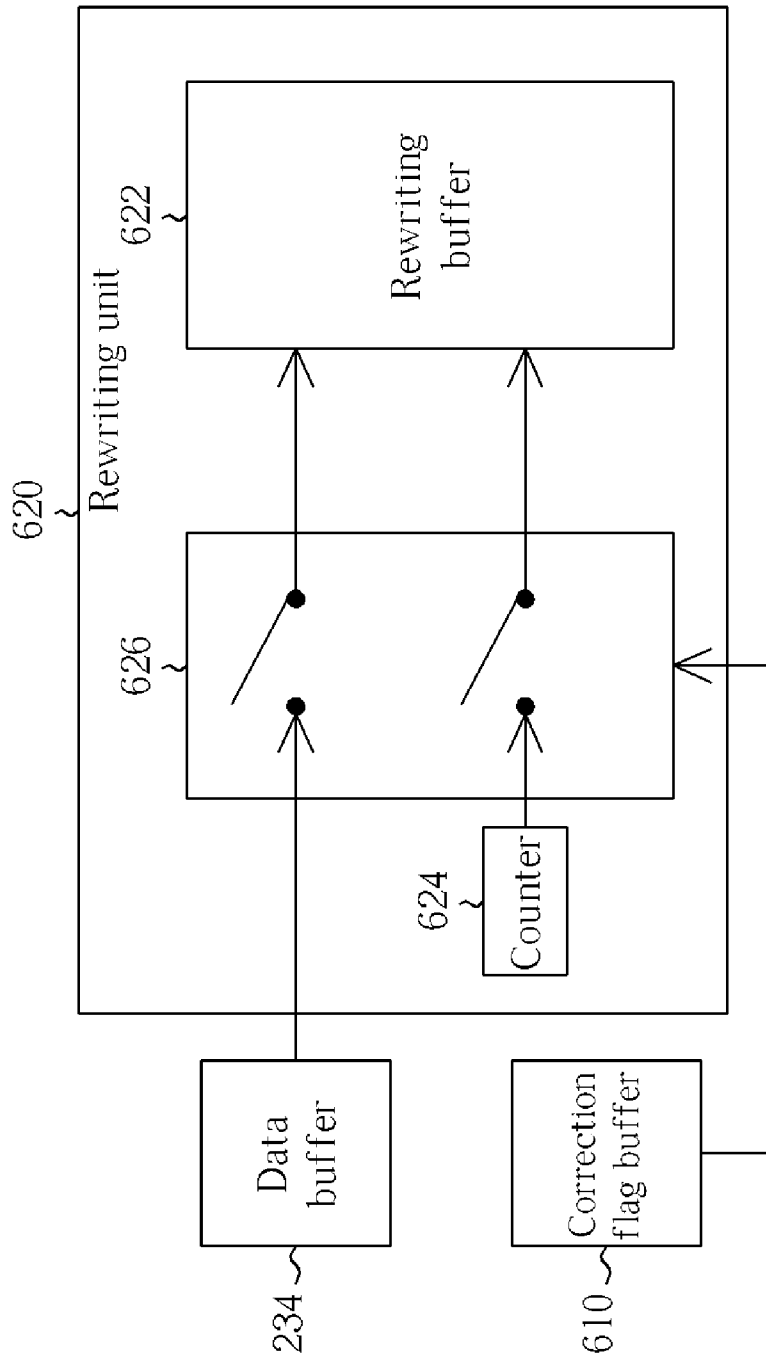 620
Rewriting unit
626
622
Rewriting
buffer
624
Counter
234
Data
buffer
610
Correction
flag buffer